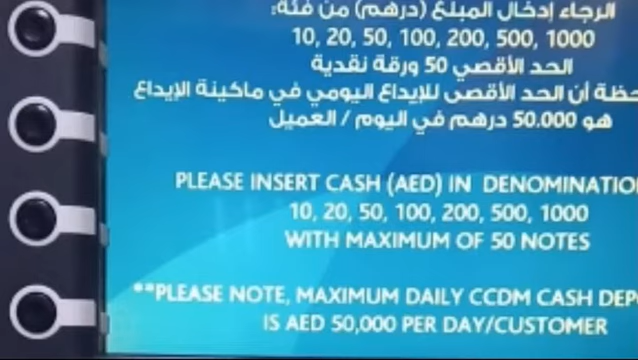 الرجاء إدخال المبلغ (درهم) من فئة:
10, 20, 50, 100, 200, 500, 1000
الحد الأقصي 50 ورقة نقدية
أن الحد الأقصى للإيداع اليومي في ماكينة الإيداع
هو 50.000 درهم في اليوم / العميل
PLEASE INSERT CASH (AED) IN
10, 20, 50, 100, 200, 500, 1000
WITH MAXIMUM OF 50 NOTES
**PLEASE NOTE, MAXIMUM DAILY CCDM CASH
IS AED 50,000 PER DAY/CUSTOMER